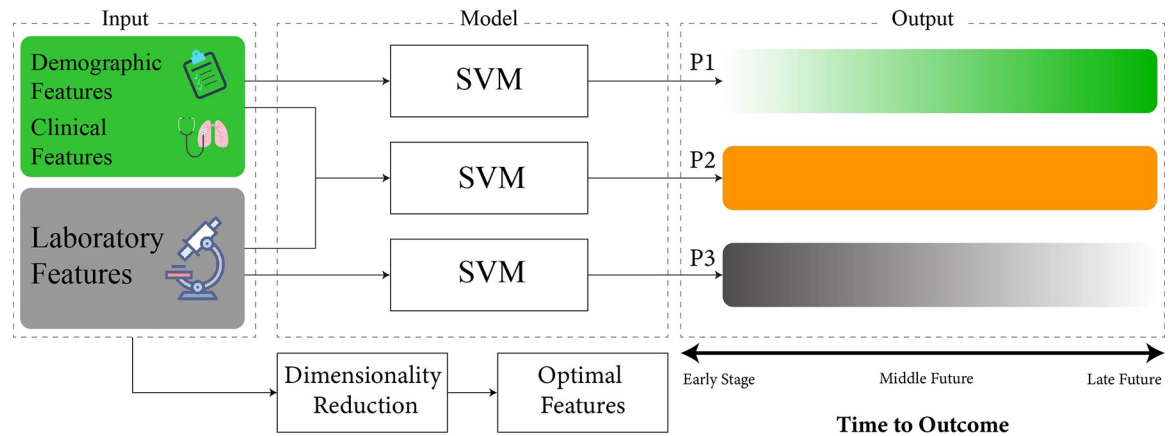 Input
Model
Output
Demographic
Features
Clinical
Features
Laboratory
Features
SVM
SVM
SVM
P1
P2
P3
Dimensionality
Reduction
Optimal
Features
Early Stage
Middle Future
Late Future
Time to Outcome